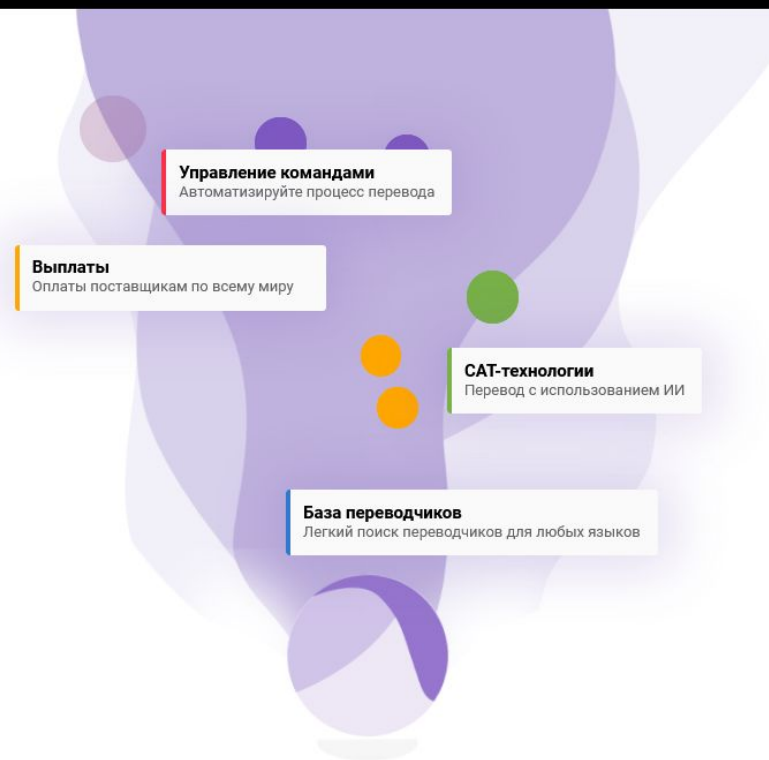 Управление командами
Автоматизируйте процесс перевода
Выплаты
Оплаты поставщикам по всему миру
CAT-технологии
Перевод с использованием ИИ
База переводчиков
Легкий поиск переводчиков для любых языков